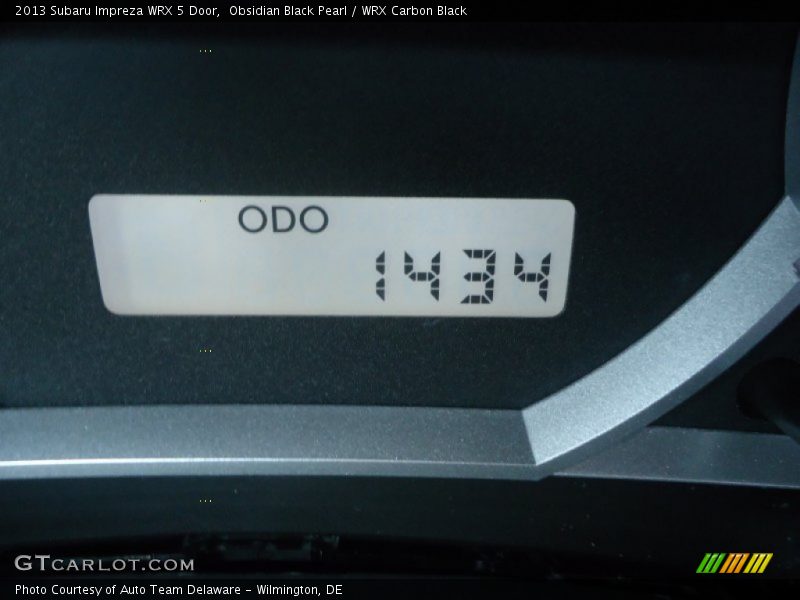 2013 Subaru Impreza WRX 5 Door,  Obsidian Black Pearl / WRX Carbon Black
ODO
1434
GTCARLOT.COM
Photo Courtesy of Auto Team Delaware - Wilmington, DE